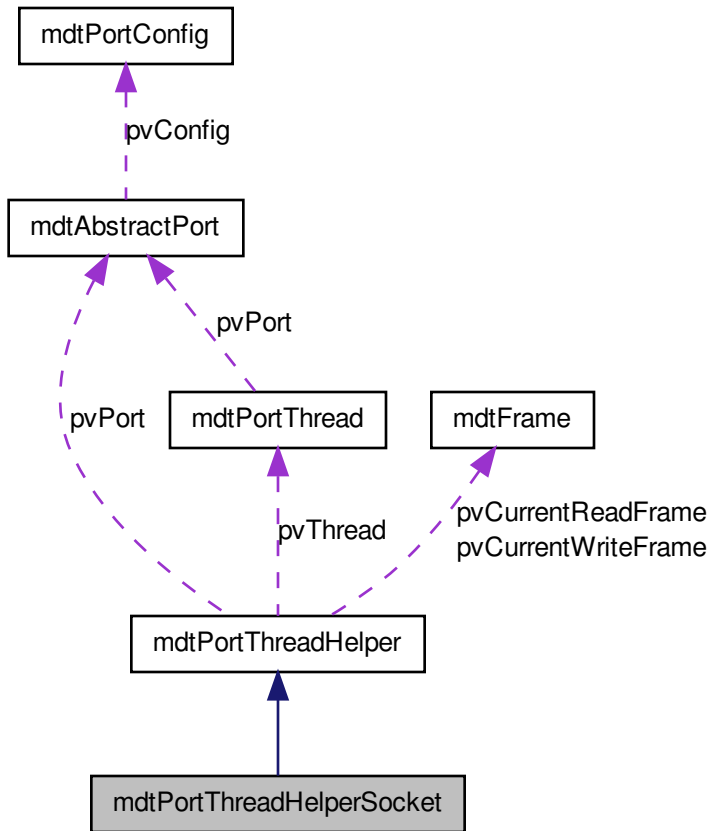 mdtPortConfig
pvConfig
mdtAbstractPort
pvPort
pvPort
mdtPortThread
mdtFrame
pvThread
pvCurrentReadFrame
pvCurrentWriteFrame
mdtPortThreadHelper
mdtPortThreadHelperSocket